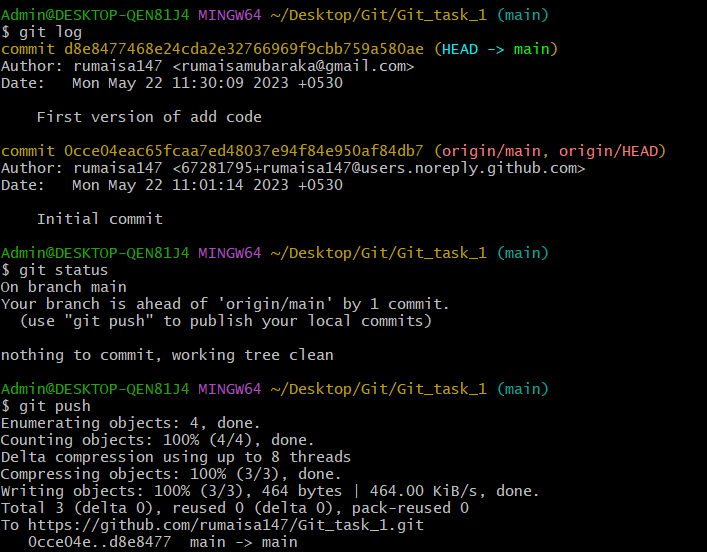 Admin@DESKTOP-QEN81J4 MINGW64 ~/Desktop/Git/Git_task_1 (main)
$ git log
commit d8e8477468e24cda2e32766969f9cbb759a580ae (HEAD -> main)
Author: rumaisa147 <rumaisamubaraka@gmail.com>
Date:   Mon May 22 11:30:09 2023 +0530

    First version of add code

commit 0cce04eac65fcaa7ed48037e94f84e950af84db7 (origin/main, origin/HEAD)
Author: rumaisa147 <67281795+rumaisa147@users.noreply.github.com>
Date:   Mon May 22 11:01:14 2023 +0530

    Initial commit

Admin@DESKTOP-QEN81J4 MINGW64 ~/Desktop/Git/Git_task_1 (main)
$ git status
On branch main
Your branch is ahead of 'origin/main' by 1 commit.
  (use "git push" to publish your local commits)

nothing to commit, working tree clean

Admin@DESKTOP-QEN81J4 MINGW64 ~/Desktop/Git/Git_task_1 (main)
$ git push
Enumerating objects: 4, done.
Counting objects: 100% (4/4), done.
Delta compression using up to 8 threads
Compressing objects: 100% (3/3), done.
Writing objects: 100% (3/3), 464 bytes | 464.00 KiB/s, done.
Total 3 (delta 0), reused 0 (delta 0), pack-reused 0
To https://github.com/rumaisa147/Git_task_1.git
   0cce04e..d8e8477  main -> main